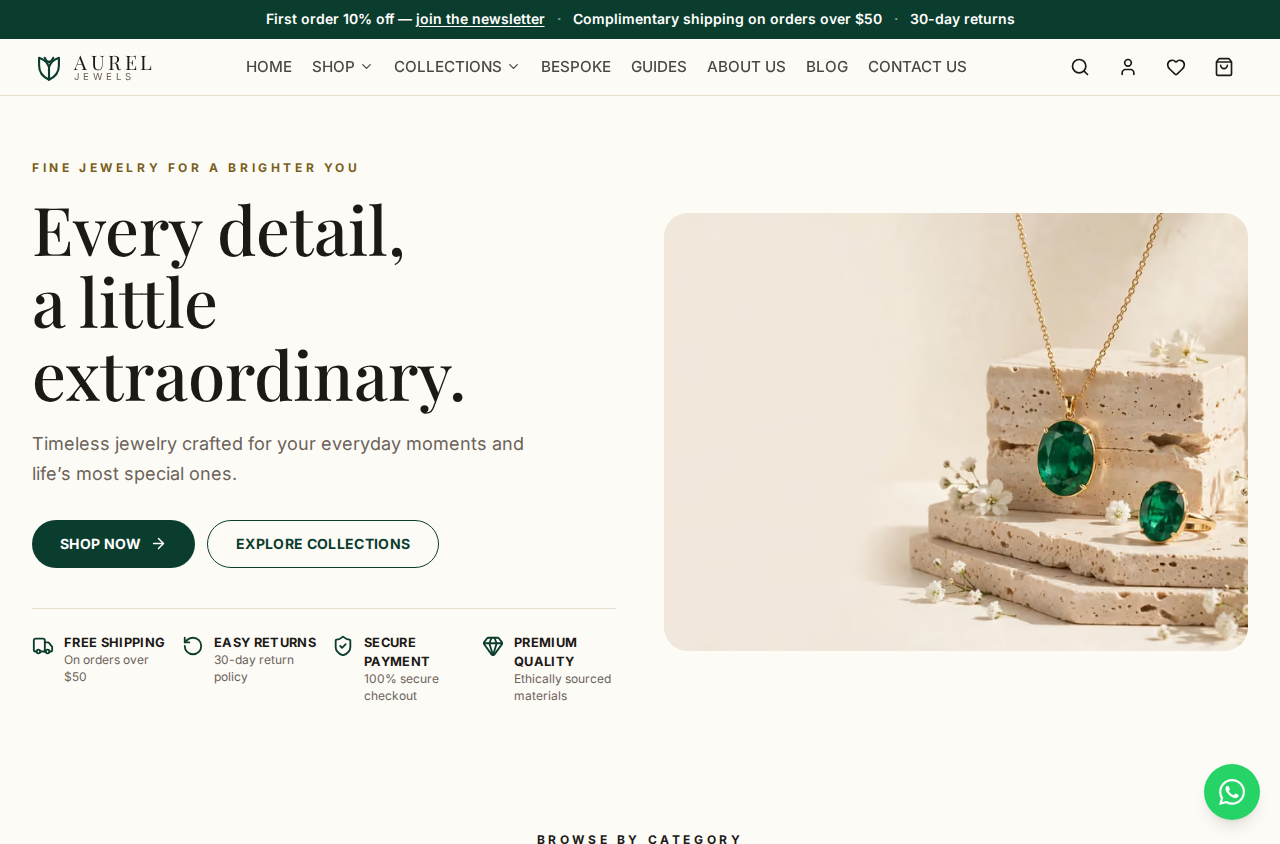 First order 10% off — join the newsletter · Complimentary shipping on orders over $50 · 30-day returns
AUREL
JEWELS
HOME SHOP COLLECTIONS BESPOKE GUIDES ABOUT US BLOG CONTACT US
FINE JEWELRY FOR A BRIGHTER YOU
Every detail,
a little
extraordinary.
Timeless jewelry crafted for your everyday moments and
life’s most special ones.
SHOP NOW
EXPLORE COLLECTIONS
FREE SHIPPING
On orders over
$50
EASY RETURNS
30-day return
policy
SECURE
PAYMENT
100% secure
checkout
PREMIUM
QUALITY
Ethically sourced
materials
BROWSE BY CATEGORY